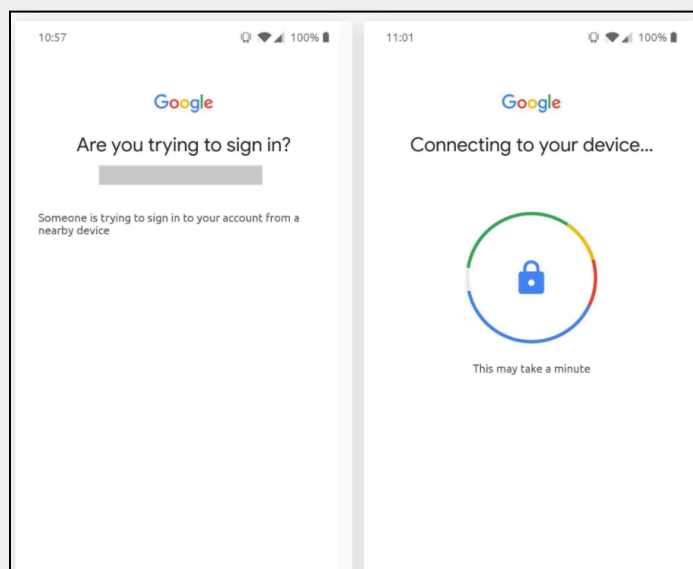 10:57
100%
Google
Are you trying to sign in?
Someone is trying to sign in to your account from a
nearby device
11:01
100%
Google
Connecting to your device...
This may take a minute